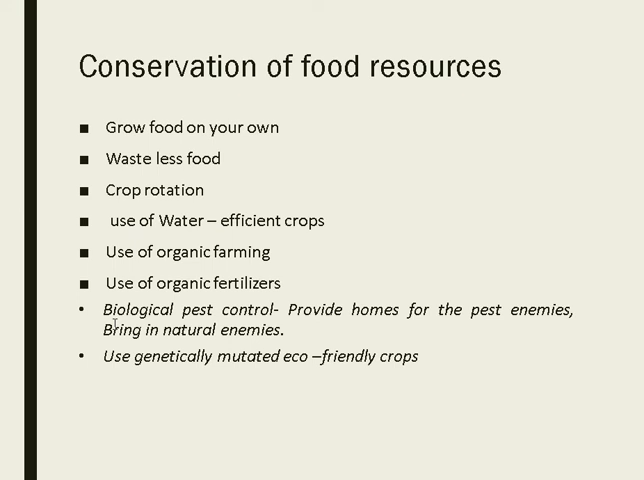 Conservation of food resources
■ Grow food on your own
■ Waste less food
■ Crop rotation
■ use of Water – efficient crops
■ Use of organic farming
■ Use of organic fertilizers
• Biological pest control- Provide homes for the pest enemies,
Bring in natural enemies.
• Use genetically mutated eco –friendly crops